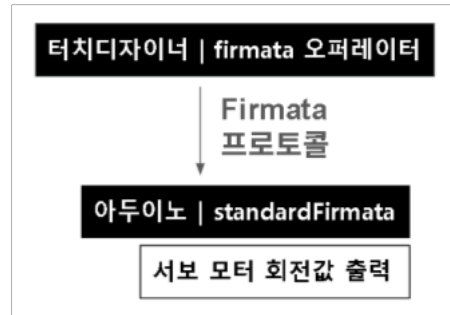 터치디자이너 | firmata 오퍼레이터
Firmata
프로토콜
아두이노 | standardFirmata
서보 모터 회전값 출력